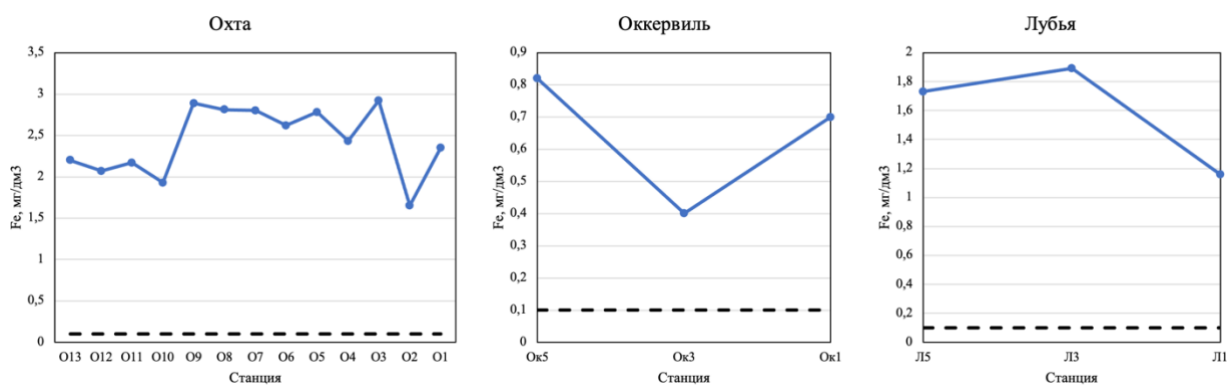 Охта
Fe, мг/дм3
3,5
3
2,5
2
1,5
1
0,5
0
О13 О12 О11 О10 О9 О8 О7 О6 О5 О4 О3 О2 О1
Станция
Оккервиль
Fe, мг/дм3
0,9
0,8
0,7
0,6
0,5
0,4
0,3
0,2
0,1
0
Ок5 Ок3 Ок1
Станция
Лубья
Fe, мг/дм3
2
1,8
1,6
1,4
1,2
1
0,8
0,6
0,4
0,2
0
Л5 Л3 Л1
Станция